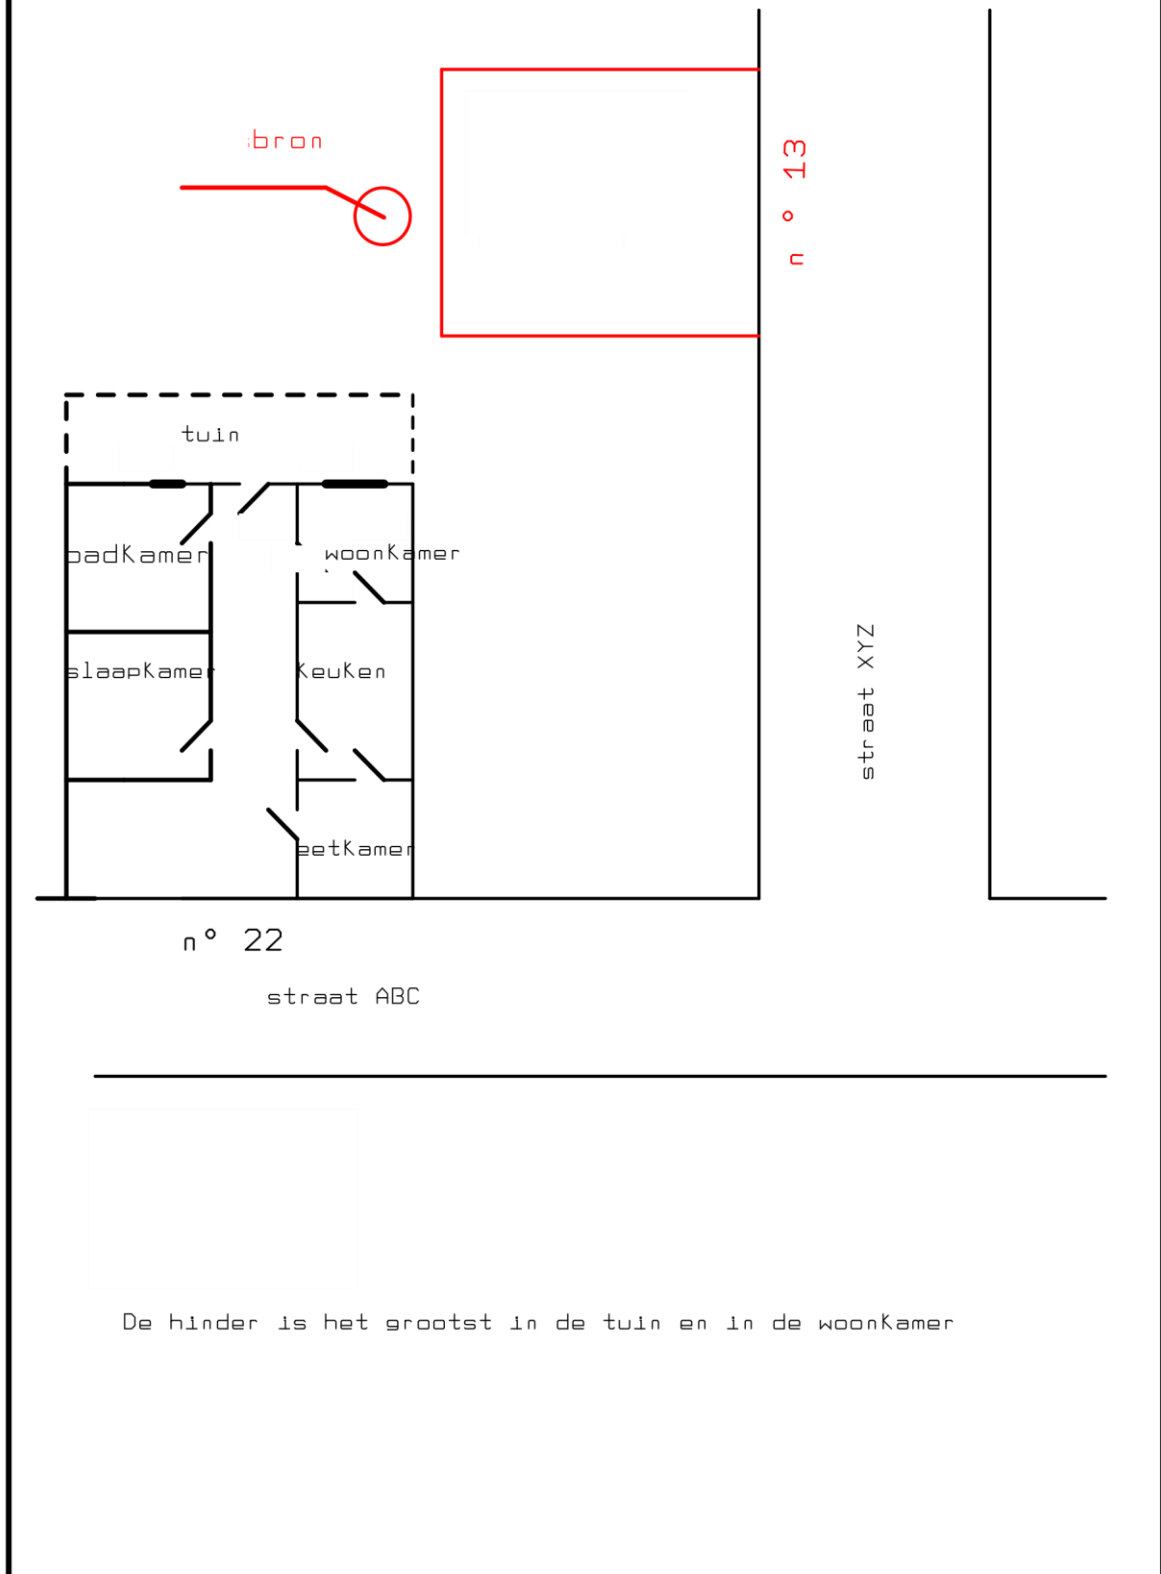 bron
n° 13
tuin
badkamer
woonkamer
slaapkamer
keuken
straat XYZ
eetkamer
n° 22
straat ABC
De hinder is het grootst in de tuin en in de woonkamer